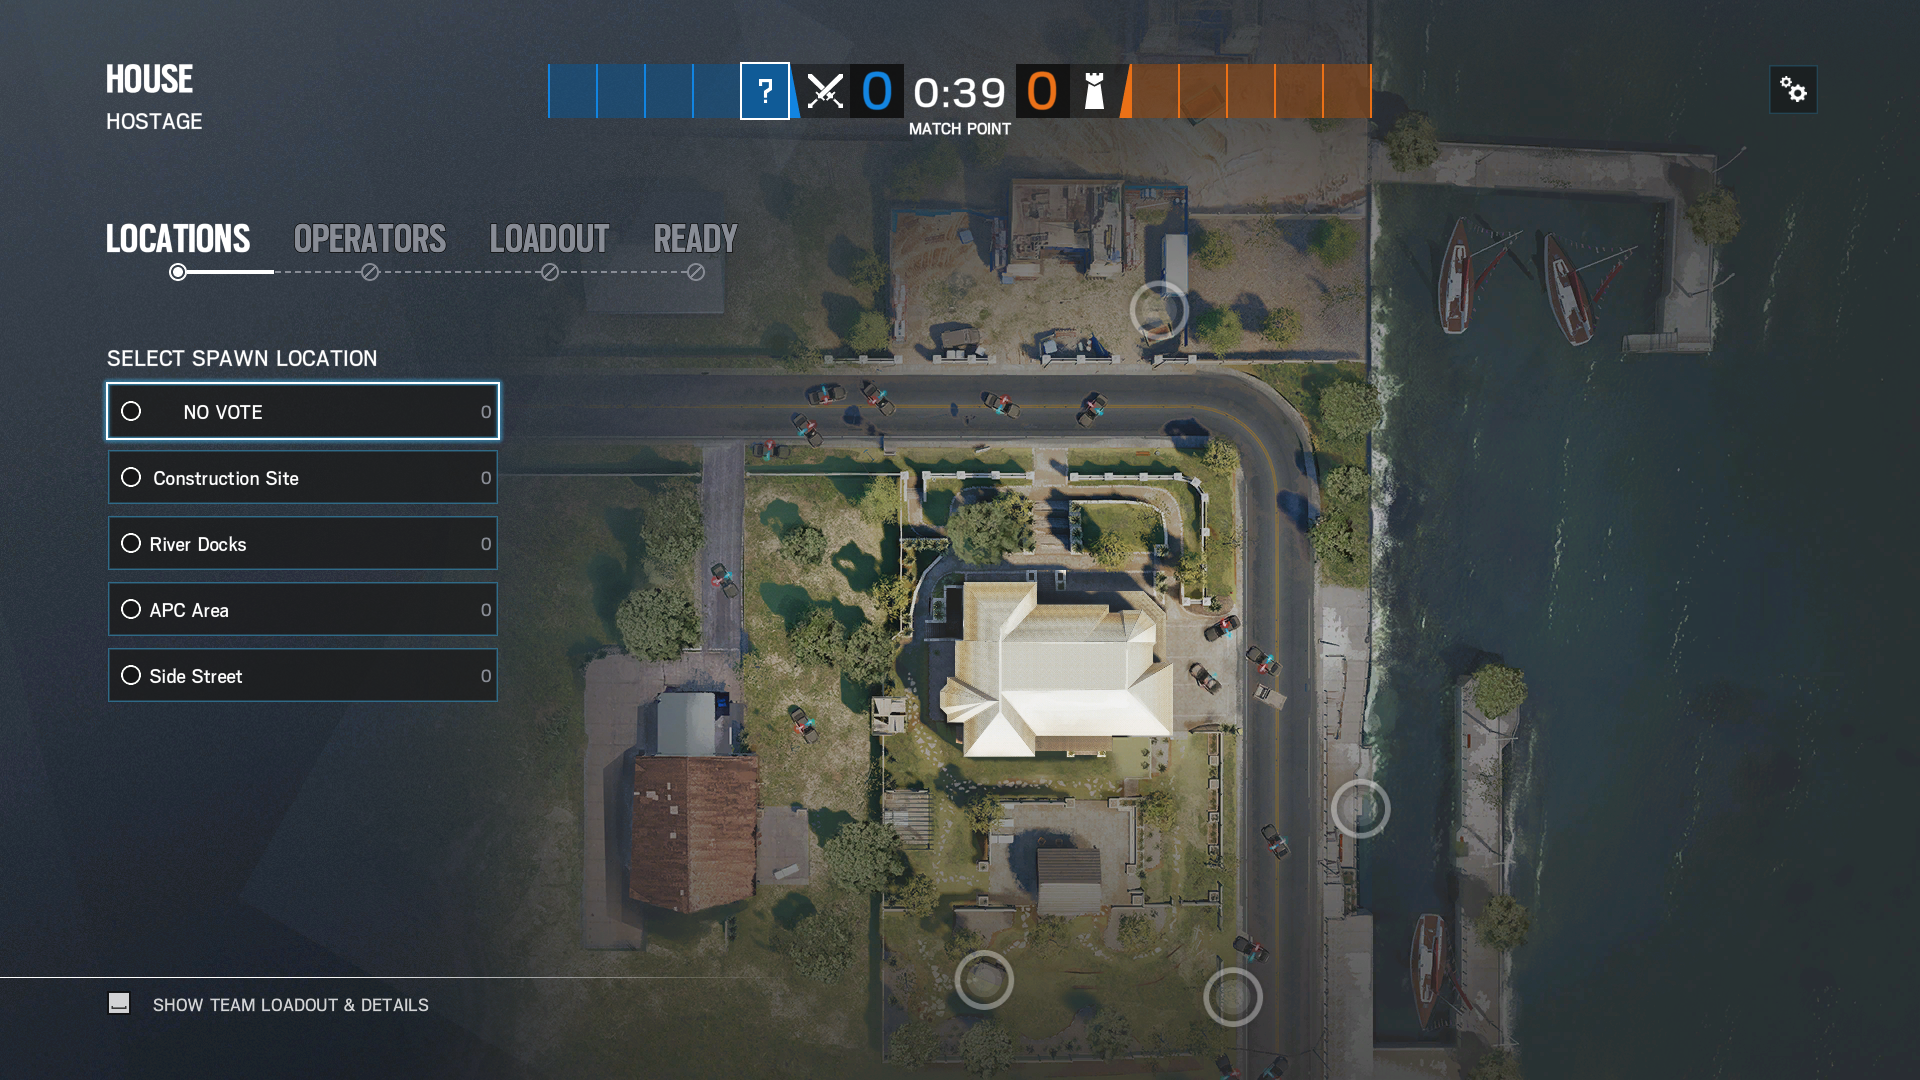 HOUSE
HOSTAGE
?
0
0:39
0
MATCH POINT
LOCATIONS
OPERATORS
LOADOUT
READY
SELECT SPAWN LOCATION
NO VOTE 0
Construction Site 0
River Docks 0
APC Area 0
Side Street 0
SHOW TEAM LOADOUT & DETAILS